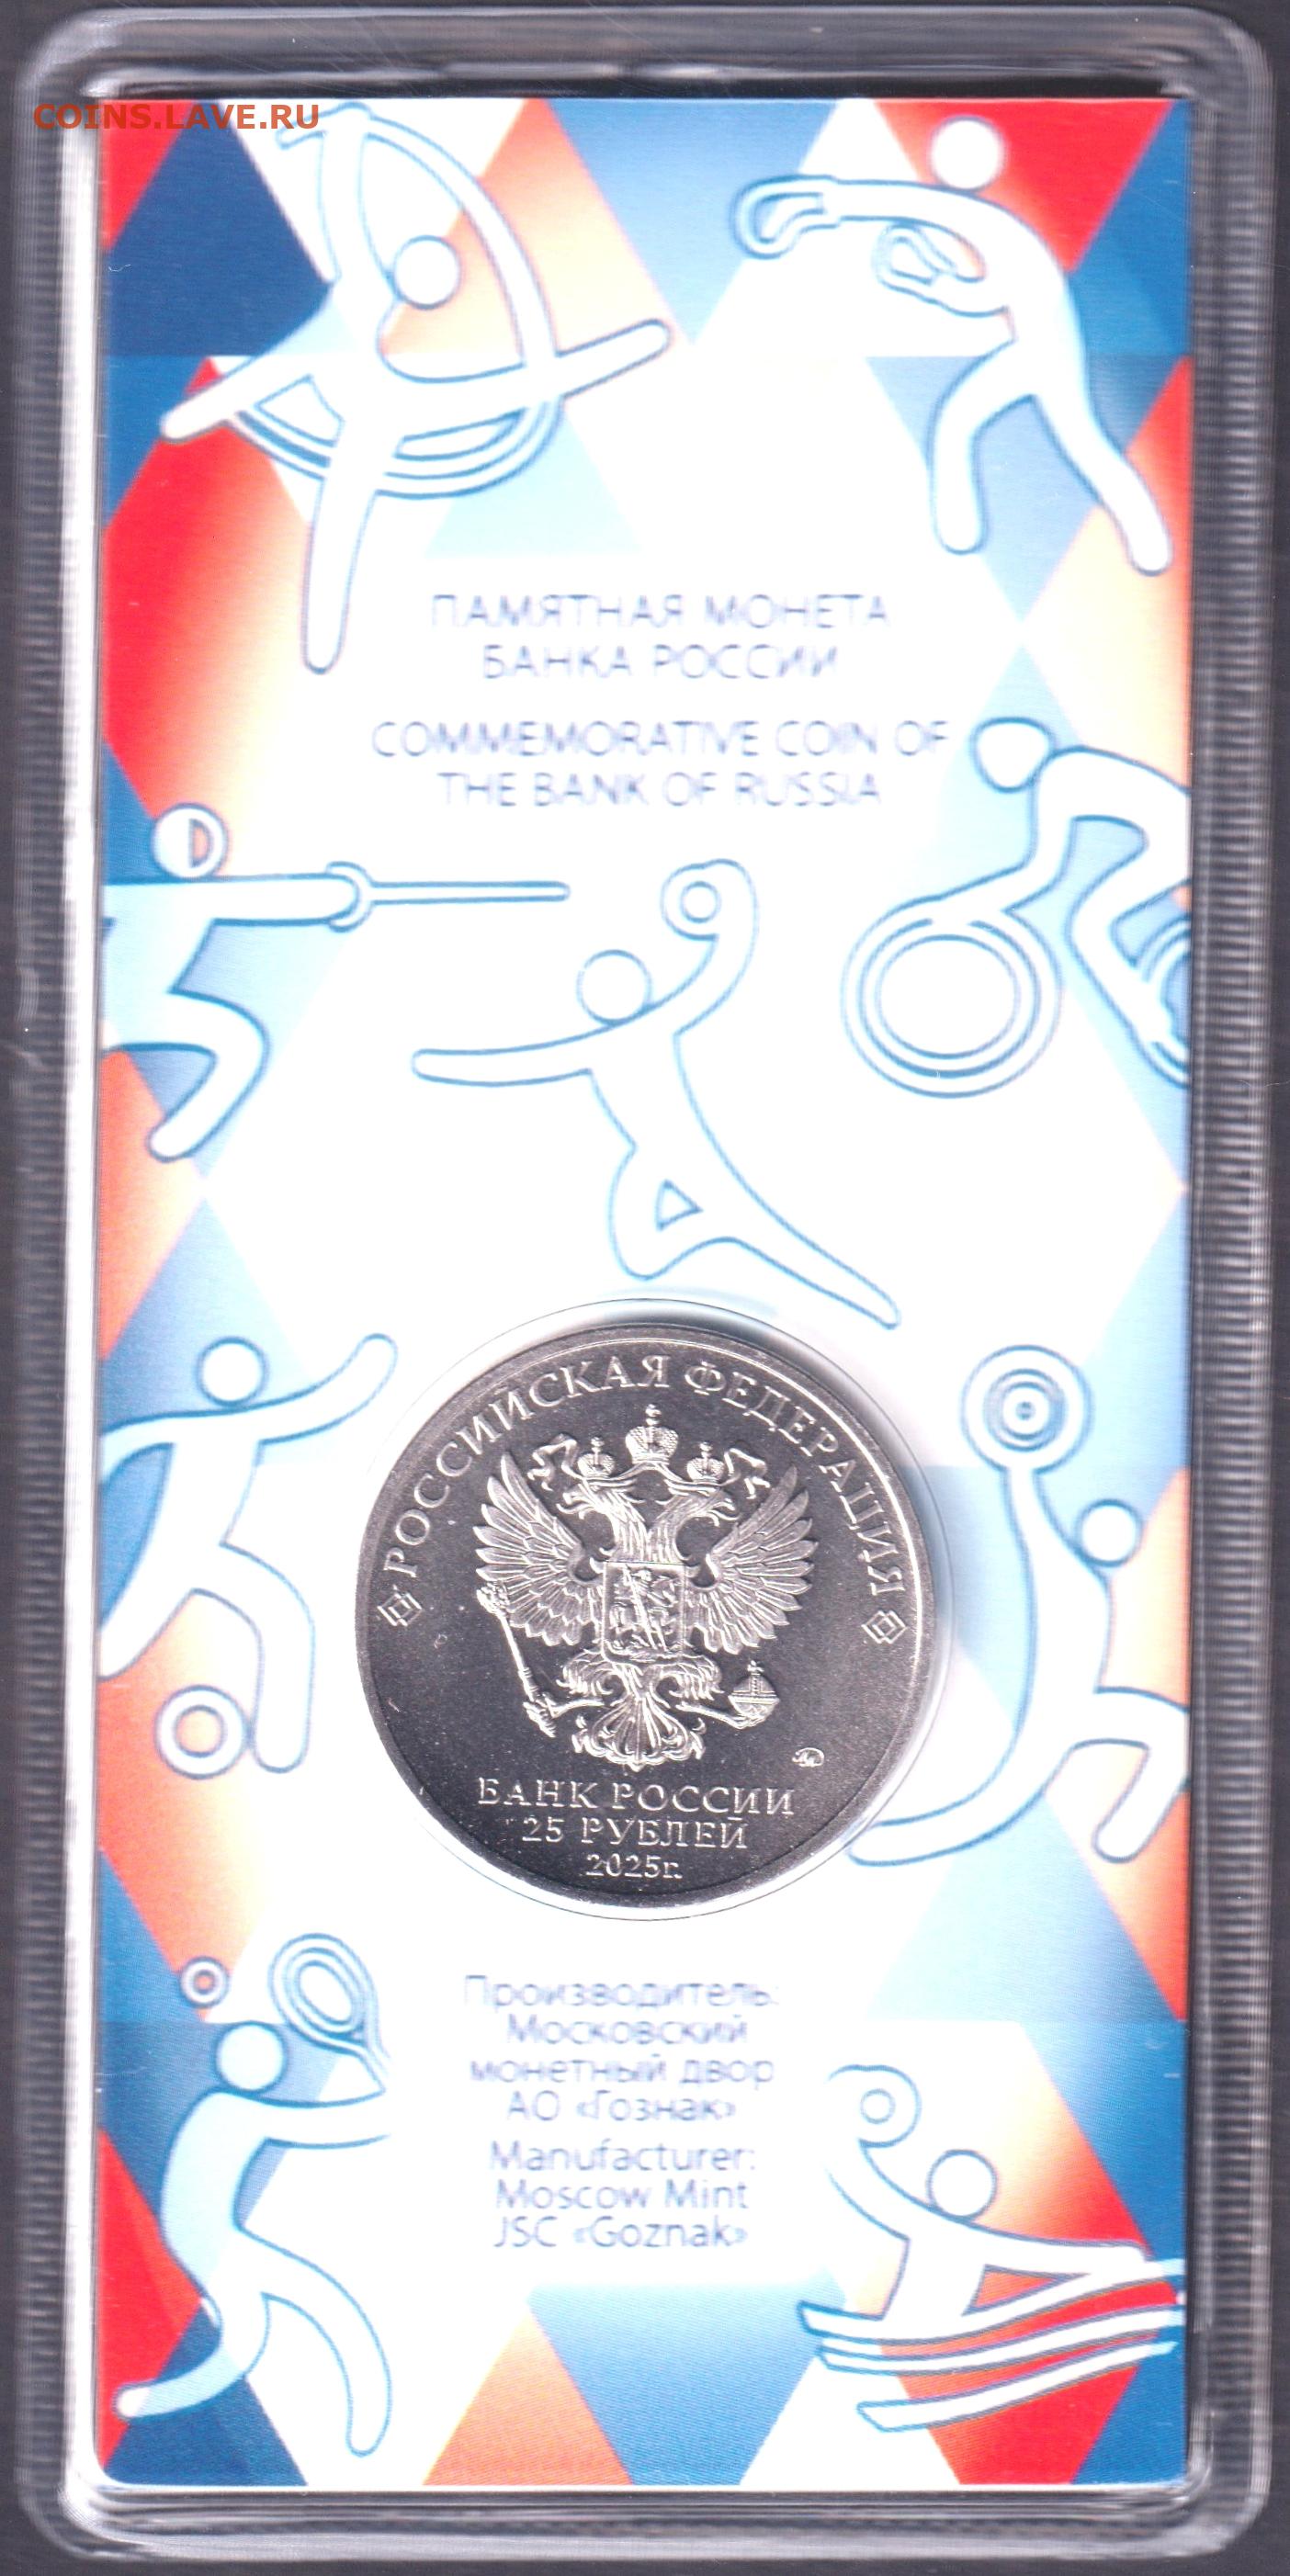 COINS.LAVE.RU
ПАМЯТНАЯ МОНЕТА
БАНКА РОССИИ
COMMEMORATIVE COIN OF
THE BANK OF RUSSIA
РОССИЙСКАЯ ФЕДЕРАЦИЯ
БАНК РОССИИ
25 РУБЛЕЙ
2025г.
Производитель:
Московский
монетный двор
АО «Гознак»
Manufacturer:
Moscow Mint
JSC «Goznak»